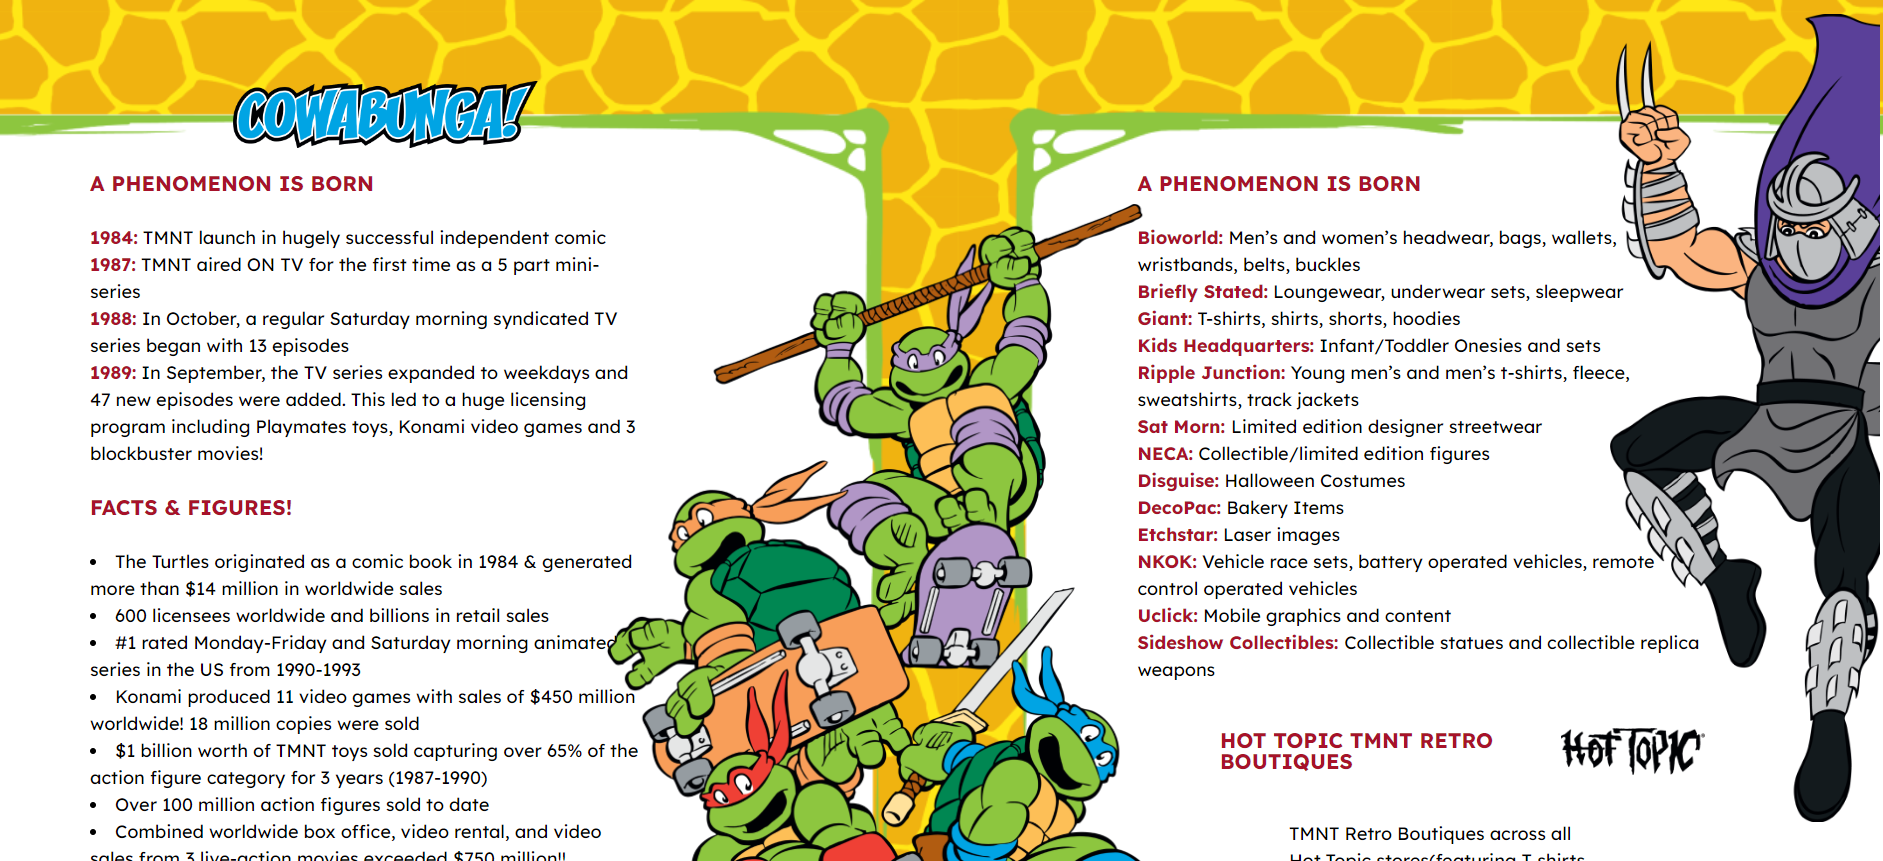 COWABUNGA!
A PHENOMENON IS BORN
1984: TMNT launch in hugely successful independent comic
1987: TMNT aired ON TV for the first time as a 5 part mini-
series
1988: In October, a regular Saturday morning syndicated TV
series began with 13 episodes
1989: In September, the TV series expanded to weekdays and
47 new episodes were added. This led to a huge licensing
program including Playmates toys, Konami video games and 3
blockbuster movies!
FACTS & FIGURES!
• The Turtles originated as a comic book in 1984 & generated
more than $14 million in worldwide sales
• 600 licensees worldwide and billions in retail sales
• #1 rated Monday-Friday and Saturday morning animated
series in the US from 1990-1993
• Konami produced 11 video games with sales of $450 million
worldwide! 18 million copies were sold
• $1 billion worth of TMNT toys sold capturing over 65% of the
action figure category for 3 years (1987-1990)
• Over 100 million action figures sold to date
• Combined worldwide box office, video rental, and video
sales from 3 live-action movies exceeded $750 million!!
A PHENOMENON IS BORN
Bioworld: Men's and women's headwear, bags, wallets,
wristbands, belts, buckles
Briefly Stated: Loungewear, underwear sets, sleepwear
Giant: T-shirts, shirts, shorts, hoodies
Kids Headquarters: Infant/Toddler Onesies and sets
Ripple Junction: Young men's and men's t-shirts, fleece,
sweatshirts, track jackets
Sat Morn: Limited edition designer streetwear
NECA: Collectible/limited edition figures
Disguise: Halloween Costumes
DecoPac: Bakery Items
Etchstar: Laser images
NKOK: Vehicle race sets, battery operated vehicles, remote
control operated vehicles
Uclick: Mobile graphics and content
Sideshow Collectibles: Collectible statues and collectible replica
weapons
HOT TOPIC TMNT RETRO
BOUTIQUES
HOT TOPIC
TMNT Retro Boutiques across all
Hot Topic stores(featuring T-shirts